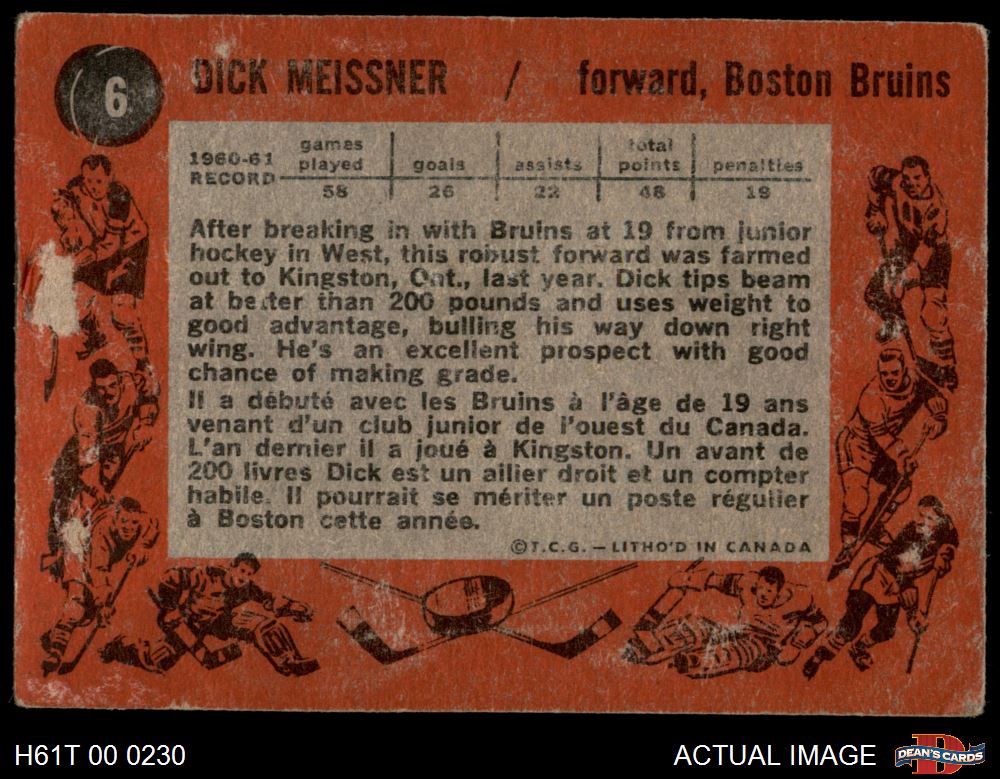 6 DICK MEISSNER / forward, Boston Bruins
1960-61 RECORD games played goals assists total points penalties
58 26 22 48 19
After breaking in with Bruins at 19 from junior
hockey in West, this robust forward was farmed
out to Kingston, Ont., last year. Dick tips beam
at better than 200 pounds and uses weight to
good advantage, bulling his way down right
wing. He's an excellent prospect with good
chance of making grade.
Il a débuté avec les Bruins à l'âge de 19 ans
venant d'un club junior de l'ouest du Canada.
L'an dernier il a joué à Kingston. Un avant de
200 livres Dick est un ailier droit et un compter
habile. Il pourrait se mériter un poste régulier
à Boston cette année.
©T.C.G. — LITHO'D IN CANADA
H61T 00 0230
ACTUAL IMAGE
DEAN'S CARDS